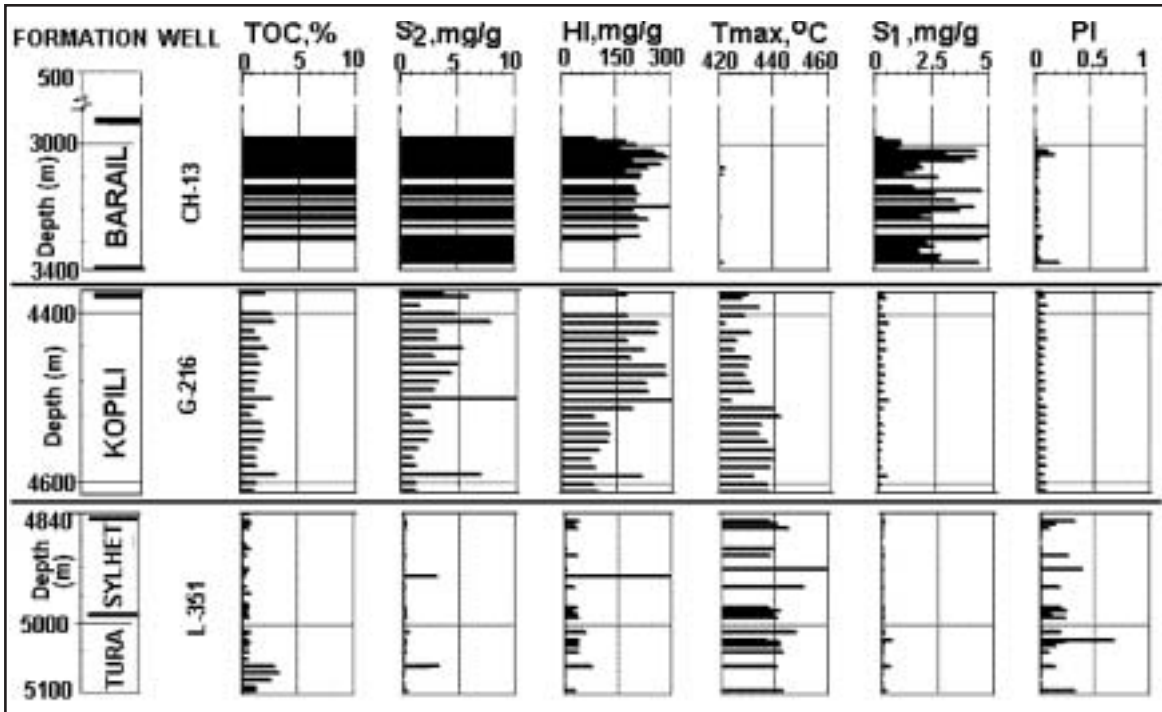 FORMATION WELL TOC,% S2,mg/g HI,mg/g Tmax,ºC S1,mg/g PI
0 5 10 0 5 10 0 150 300 420 440 460 0 2.5 5 0 0.5 1
500
3000
Depth (m)
BARAIL
CH-13
3400
4400
Depth (m)
KOPILI
G-216
4600
4840
Depth (m)
SYLHET
L-351
5000
TURA
5100